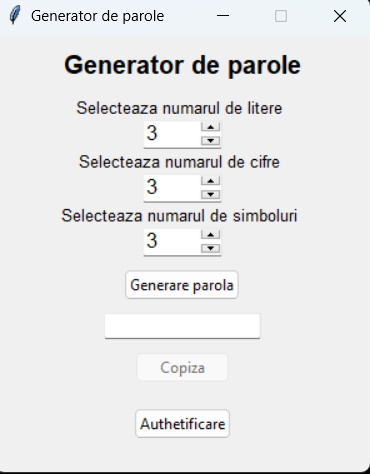 Generator de parole
Generator de parole
Selecteaza numarul de litere
3
Selecteaza numarul de cifre
3
Selecteaza numarul de simboluri
3
Generare parola
Copiza
Authetificare